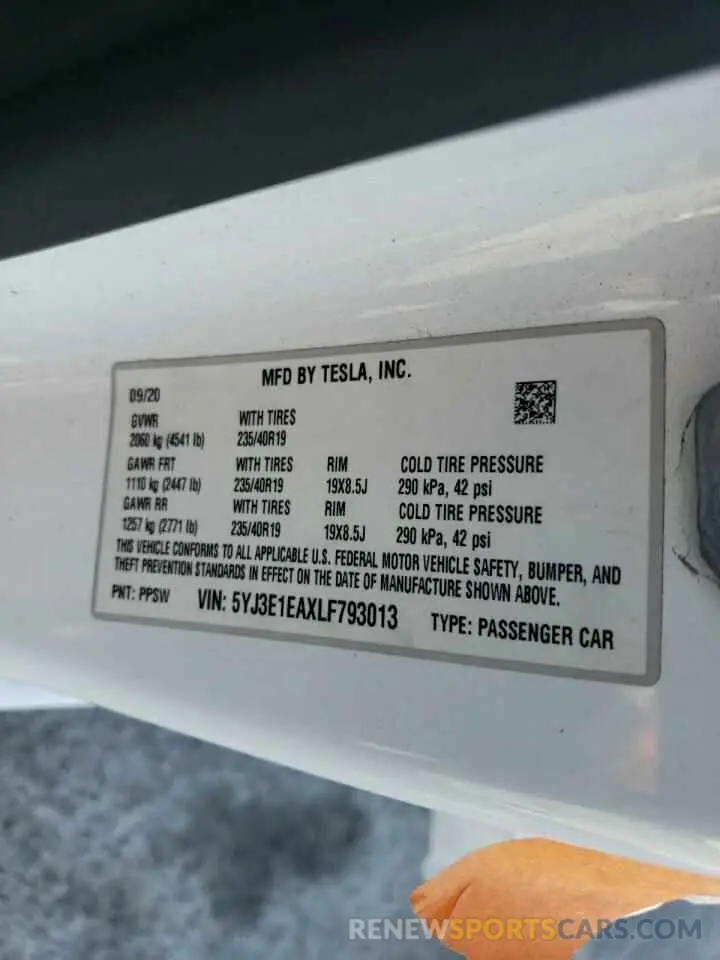 MFD BY TESLA, INC.
09/20
GVWR WITH TIRES
2060 kg (4541 lb) 235/40R19
GAWR FRT WITH TIRES RIM COLD TIRE PRESSURE
1110 kg (2447 lb) 235/40R19 19X8.5J 290 kPa, 42 psi
GAWR RR WITH TIRES RIM COLD TIRE PRESSURE
1257 kg (2771 lb) 235/40R19 19X8.5J 290 kPa, 42 psi
THIS VEHICLE CONFORMS TO ALL APPLICABLE U.S. FEDERAL MOTOR VEHICLE SAFETY, BUMPER, AND
THEFT PREVENTION STANDARDS IN EFFECT ON THE DATE OF MANUFACTURE SHOWN ABOVE.
PNT: PPSW VIN: 5YJ3E1EAXLF793013 TYPE: PASSENGER CAR
RENEWSPORTSCARS.COM